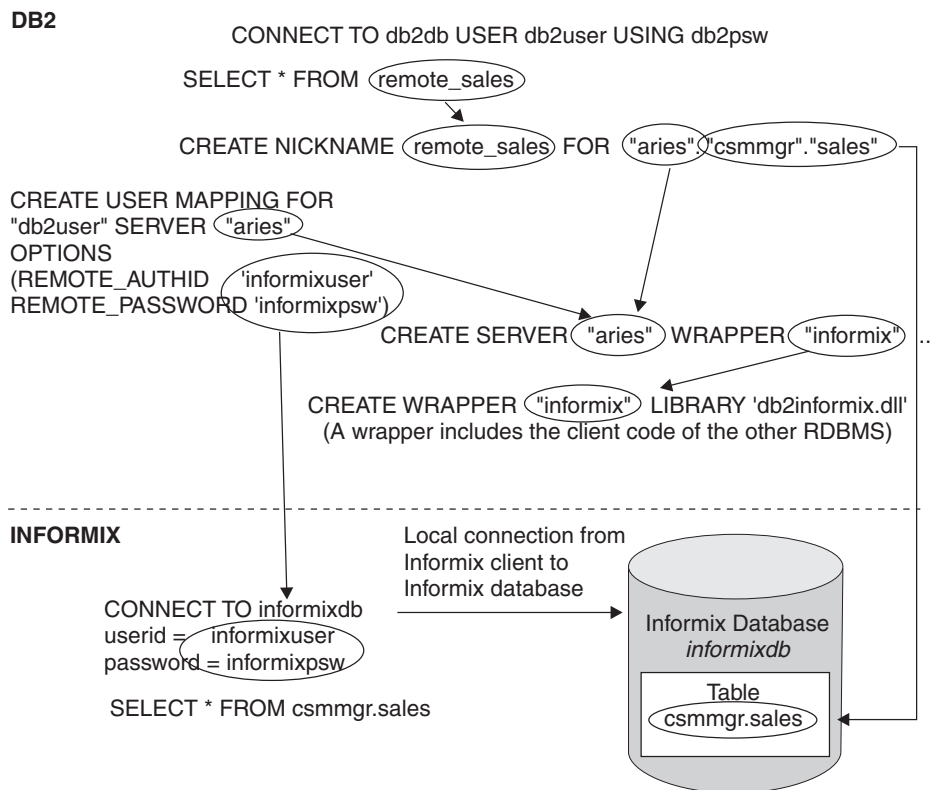 DB2
CONNECT TO db2db USER db2user USING db2psw
SELECT * FROM remote_sales
CREATE NICKNAME remote_sales FOR "aries"."csmmgr"."sales"
CREATE USER MAPPING FOR
"db2user" SERVER "aries"
OPTIONS
(REMOTE_AUTHID 'informixuser'
REMOTE_PASSWORD 'informixpsw')
CREATE SERVER "aries" WRAPPER "informix" ..
CREATE WRAPPER "informix" LIBRARY 'db2informix.dll'
(A wrapper includes the client code of the other RDBMS)
INFORMIX
Local connection from
Informix client to
Informix database
CONNECT TO informixdb
userid = informixuser
password = informixpsw
SELECT * FROM csmmgr.sales
Informix Database
informixdb
Table
csmmgr.sales